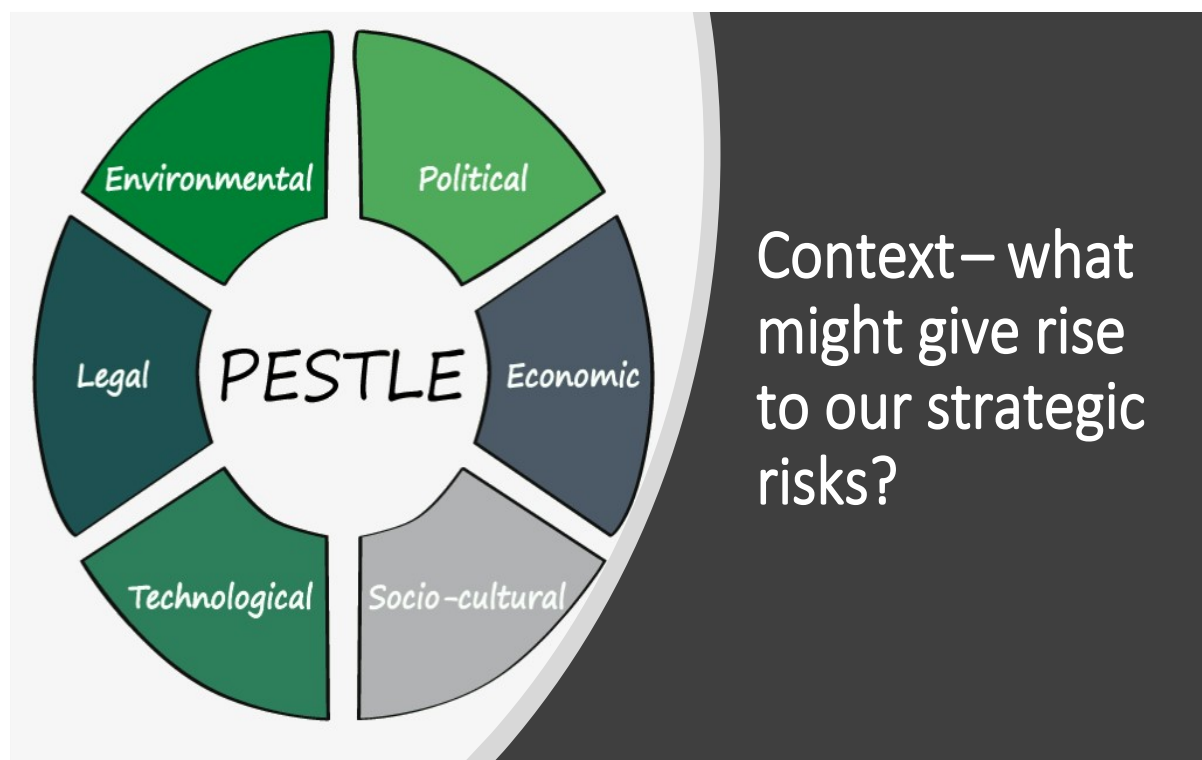 Environmental
Political
Legal
PESTLE
Economic
Technological
Socio-cultural
Context – what
might give rise
to our strategic
risks?